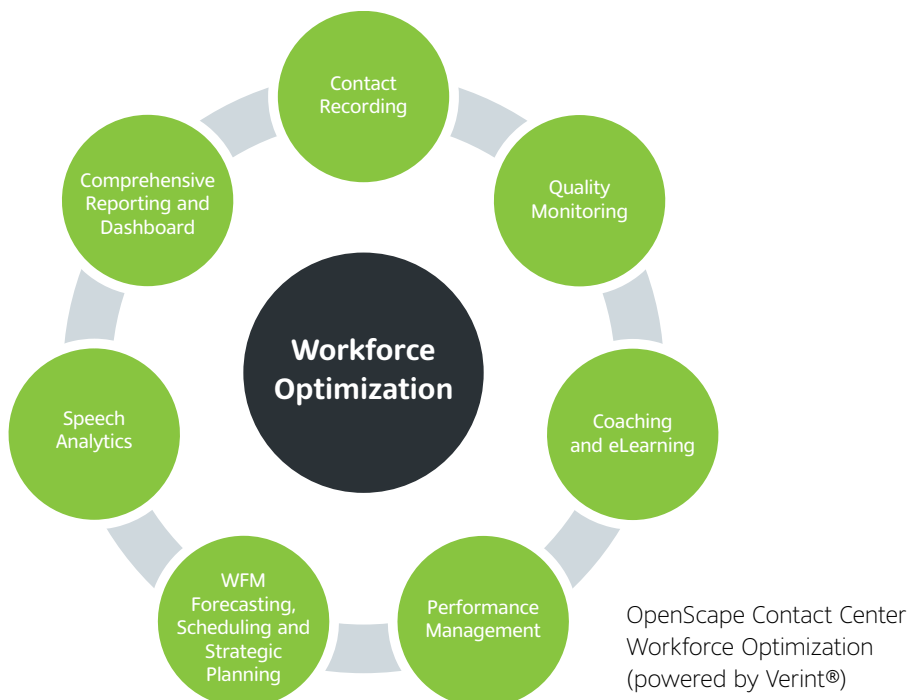 Contact
Recording
Quality
Monitoring
Coaching
and eLearning
Performance
Management
WFM
Forecasting,
Scheduling and
Strategic
Planning
Speech
Analytics
Comprehensive
Reporting and
Dashboard
Workforce
Optimization
OpenScape Contact Center
Workforce Optimization
(powered by Verint®)